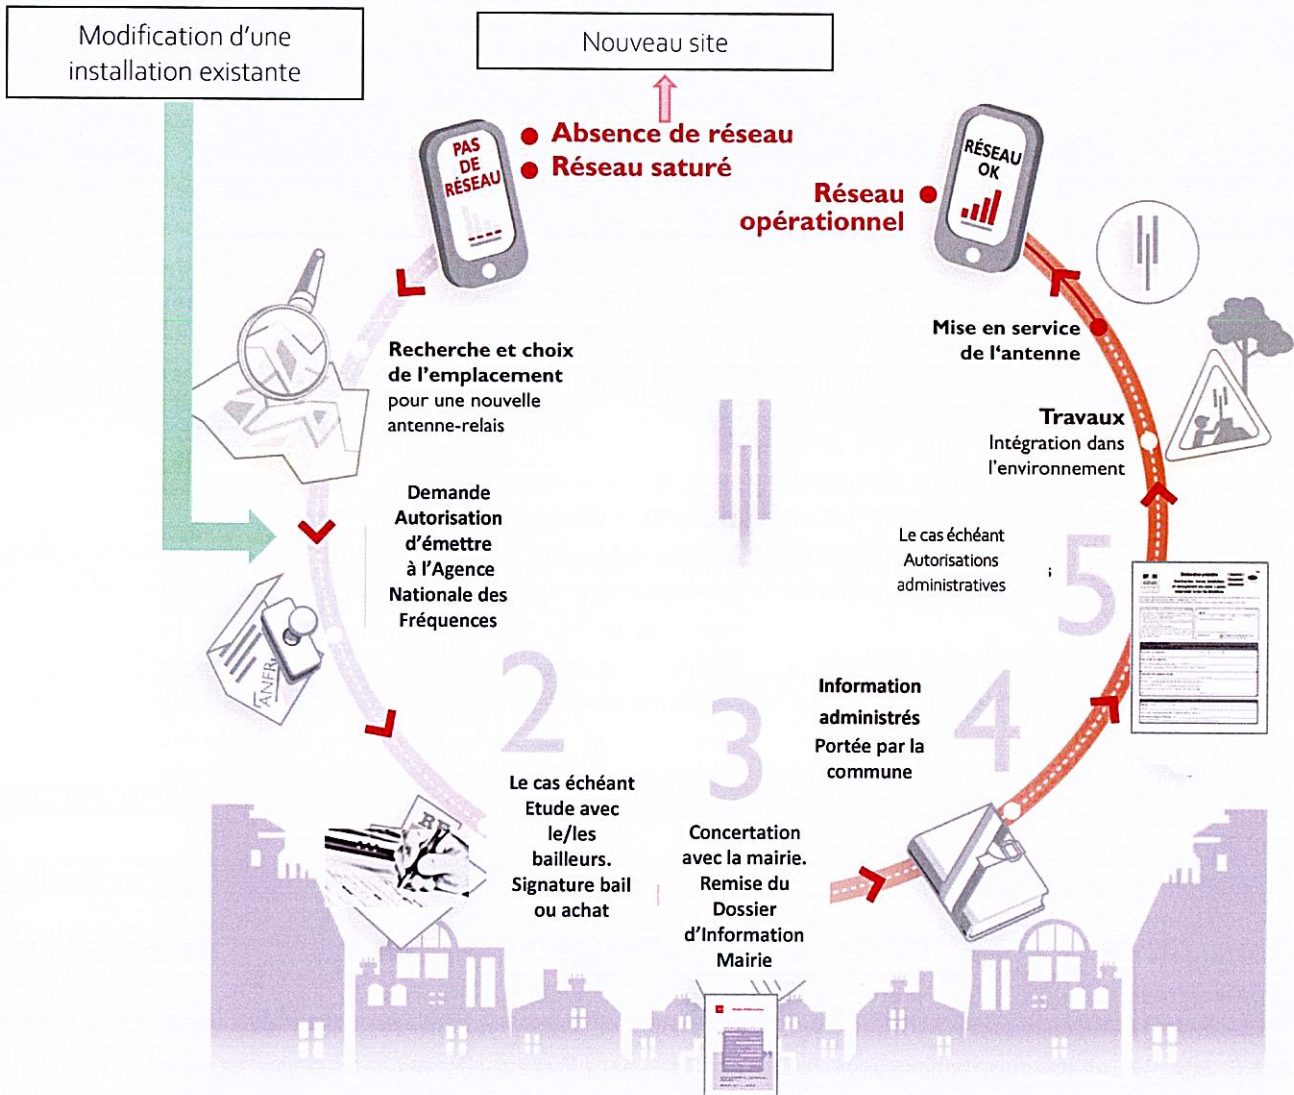 Modification d'une
installation existante
Nouveau site
Absence de réseau
Réseau saturé
PAS
DE
RÉSEAU
RÉSEAU
OK
Réseau
opérationnel
Recherche et choix
de l'emplacement
pour une nouvelle
antenne-relais
Demande
Autorisation
d'émettre
à l'Agence
Nationale des
Fréquences
ANFR
2
Le cas échéant
Etude avec
le/les
bailleurs.
Signature bail
ou achat
3
Concertation
avec la mairie.
Remise du
Dossier
d'Information
Mairie
4
Information
administrés
Portée par la
commune
5
Le cas échéant
Autorisations
administratives
;
Travaux
Intégration dans
l'environnement
Mise en service
de l'antenne